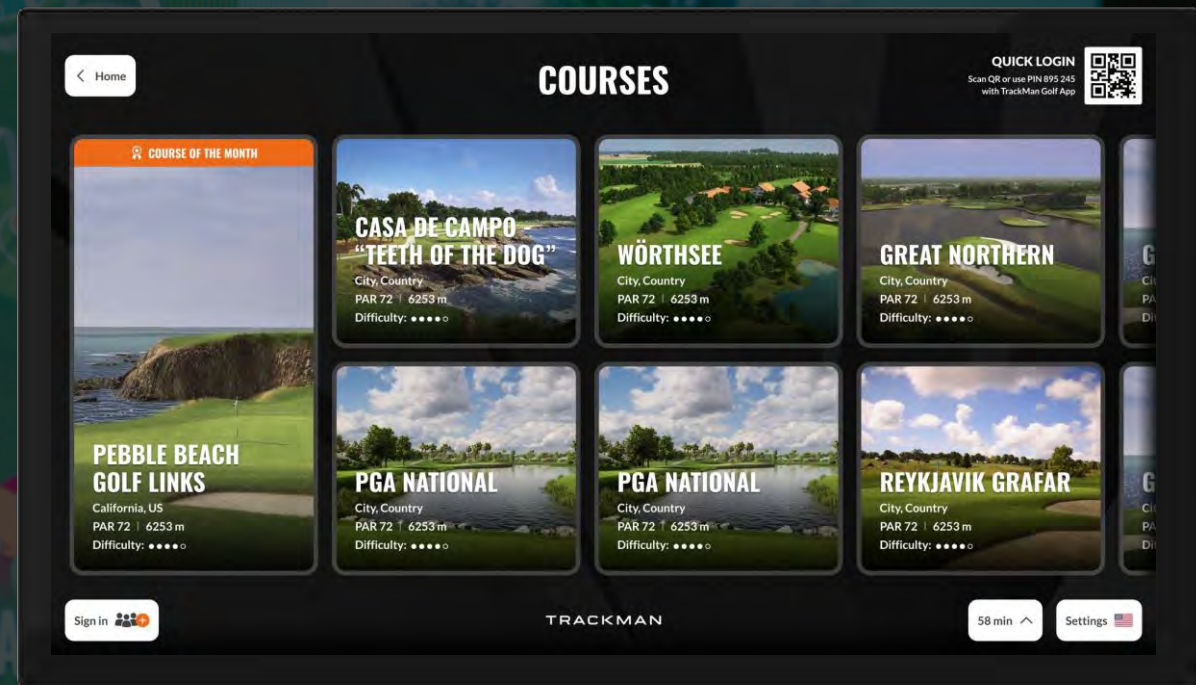 Home
COURSES
QUICK LOGIN
Scan QR or use PIN 895 245
with TrackMan Golf App
COURSE OF THE MONTH
PEBBLE BEACH
GOLF LINKS
California, US
PAR 72 | 6253 m
Difficulty:
CASA DE CAMPO -
“TEETH OF THE DOG”
City, Country
PAR 72 | 6253 m
Difficulty:
WÖRTHSEE
City, Country
PAR 72 | 6253 m
Difficulty:
GREAT NORTHERN
City, Country
PAR 72 | 6253 m
Difficulty:
PGA NATIONAL
City, Country
PAR 72 | 6253 m
Difficulty:
PGA NATIONAL
City, Country
PAR 72 | 6253 m
Difficulty:
REYKJAVIK GRAFAR
City, Country
PAR 72 | 6253 m
Difficulty:
Sign in
TRACKMAN
58 min
Settings